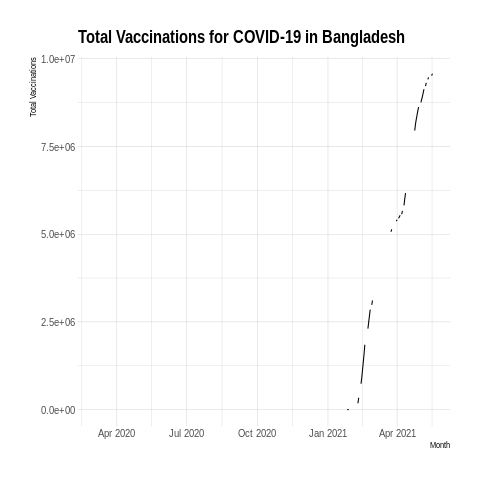 Total Vaccinations for COVID-19 in Bangladesh
Total Vaccinations
1.0e+07
7.5e+06
5.0e+06
2.5e+06
0.0e+00
Apr 2020
Jul 2020
Oct 2020
Jan 2021
Apr 2021
Month